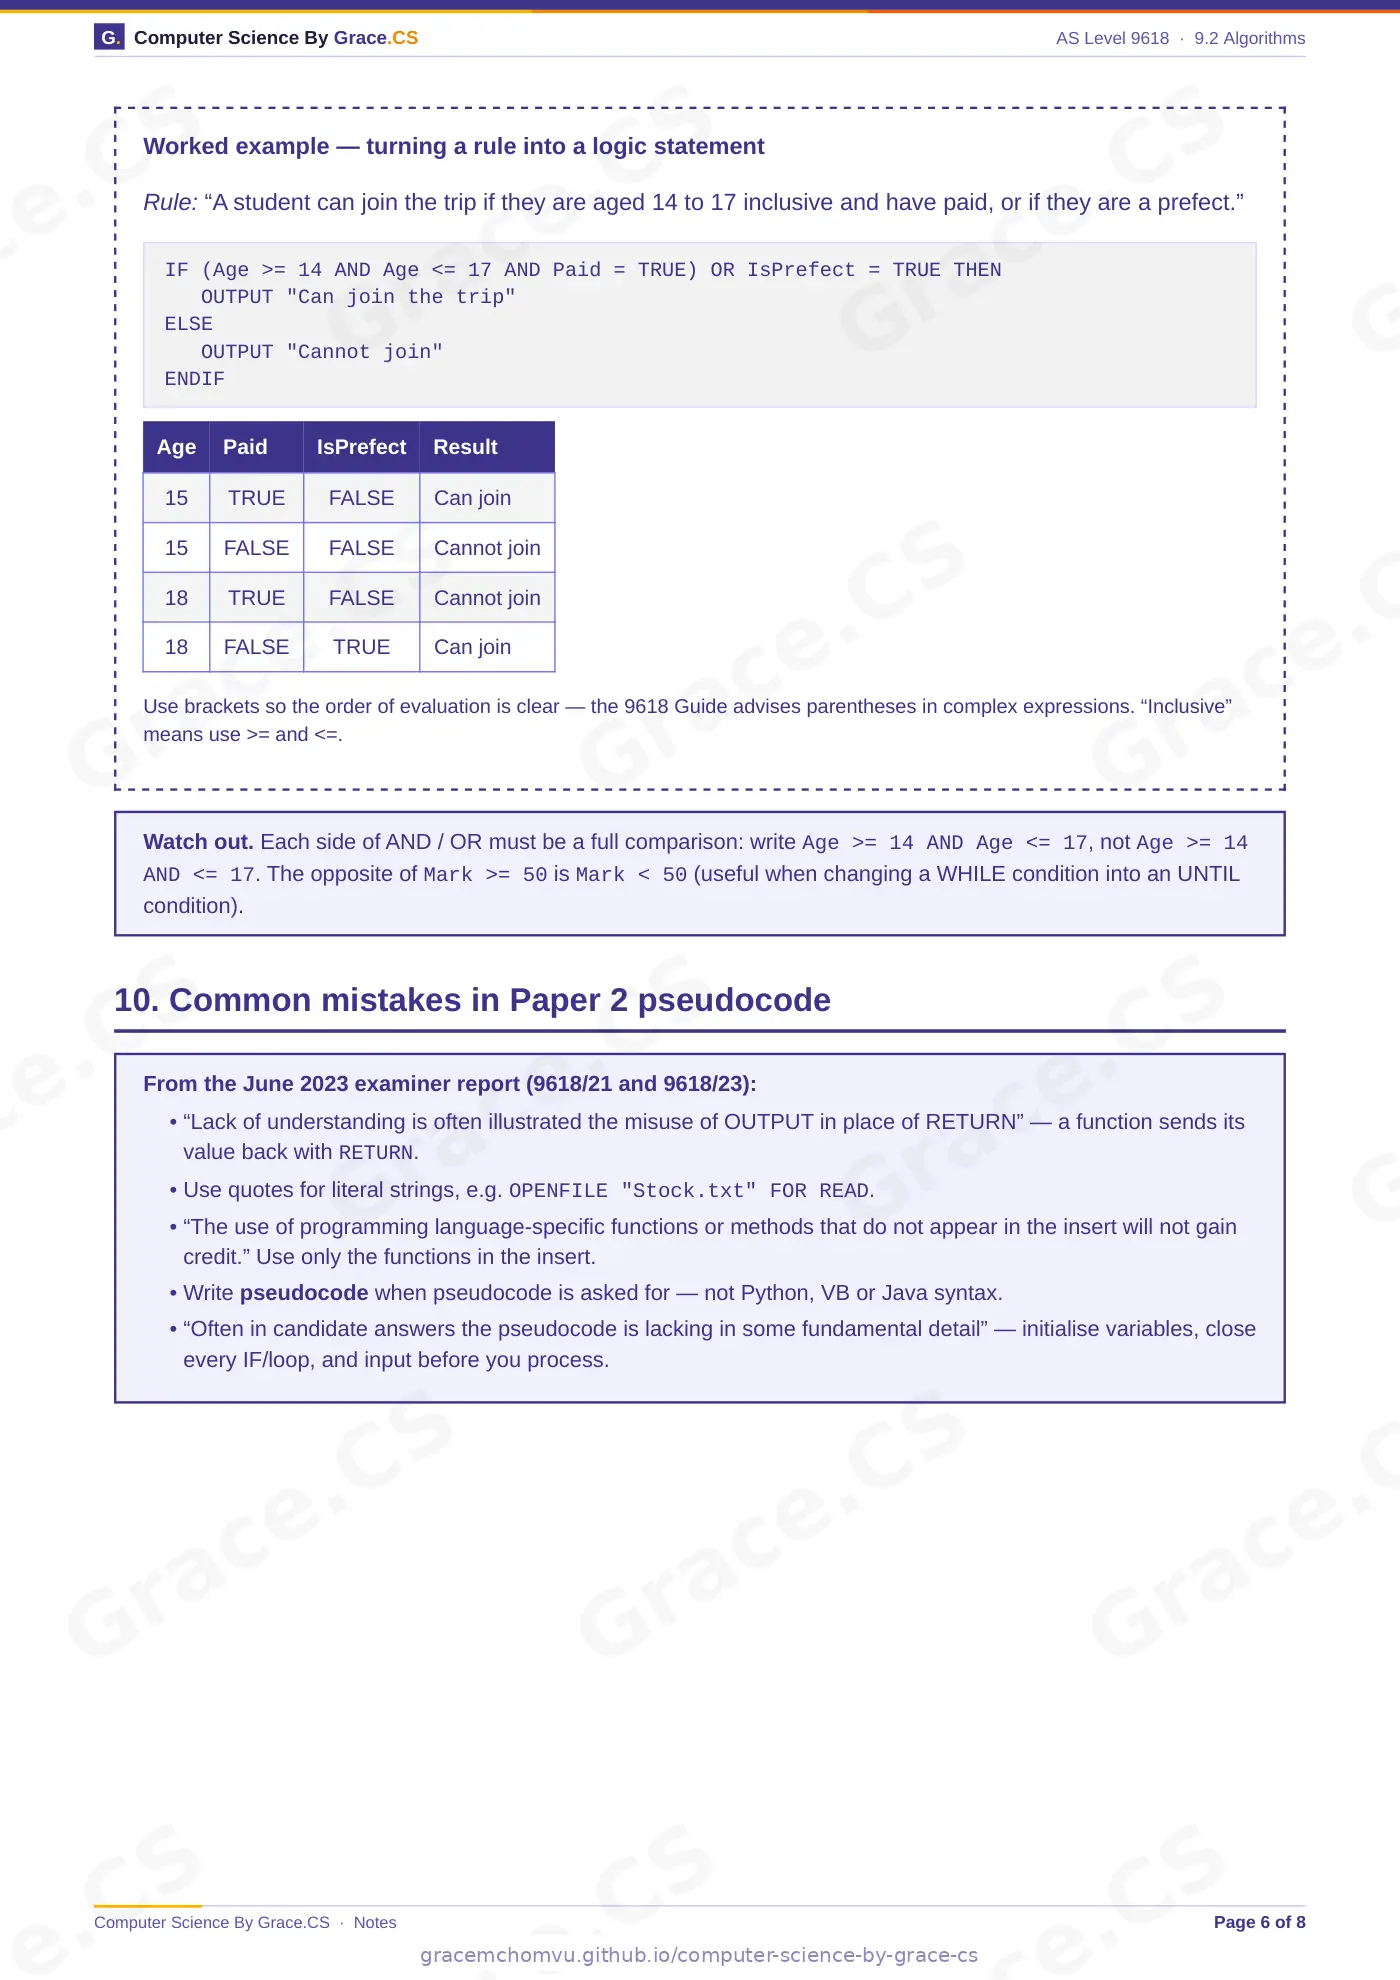 G. Computer Science By Grace.CS
AS Level 9618 · 9.2 Algorithms
Worked example — turning a rule into a logic statement
Rule: “A student can join the trip if they are aged 14 to 17 inclusive and have paid, or if they are a prefect.”
IF (Age >= 14 AND Age <= 17 AND Paid = TRUE) OR IsPrefect = TRUE THEN
   OUTPUT "Can join the trip"
ELSE
   OUTPUT "Cannot join"
ENDIF
Age Paid IsPrefect Result
15 TRUE FALSE Can join
15 FALSE FALSE Cannot join
18 TRUE FALSE Cannot join
18 FALSE TRUE Can join
Use brackets so the order of evaluation is clear — the 9618 Guide advises parentheses in complex expressions. “Inclusive”
means use >= and <=.
Watch out. Each side of AND / OR must be a full comparison: write Age >= 14 AND Age <= 17, not Age >= 14
AND <= 17. The opposite of Mark >= 50 is Mark < 50 (useful when changing a WHILE condition into an UNTIL
condition).
10. Common mistakes in Paper 2 pseudocode
From the June 2023 examiner report (9618/21 and 9618/23):
• “Lack of understanding is often illustrated the misuse of OUTPUT in place of RETURN” — a function sends its
value back with RETURN.
• Use quotes for literal strings, e.g. OPENFILE "Stock.txt" FOR READ.
• “The use of programming language-specific functions or methods that do not appear in the insert will not gain
credit.” Use only the functions in the insert.
• Write pseudocode when pseudocode is asked for — not Python, VB or Java syntax.
• “Often in candidate answers the pseudocode is lacking in some fundamental detail” — initialise variables, close
every IF/loop, and input before you process.
Computer Science By Grace.CS · Notes
Page 6 of 8
gracemchomvu.github.io/computer-science-by-grace-cs